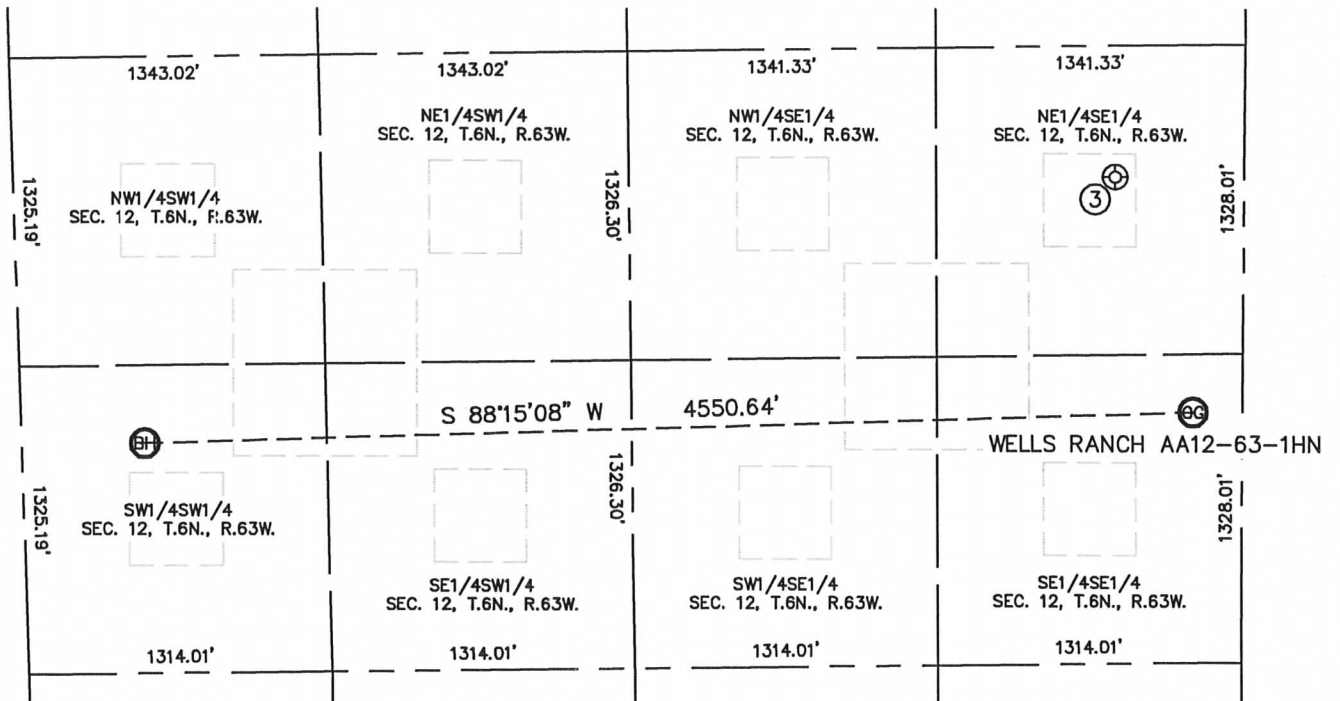 1343.02'
1343.02'
1341.33'
1341.33'
NE1/4SW1/4
SEC. 12, T.6N., R.63W.
NW1/4SE1/4
SEC. 12, T.6N., R.63W.
NE1/4SE1/4
SEC. 12, T.6N., R.63W.
NW1/4SW1/4
SEC. 12, T.6N., R.63W.
1325.19'
1326.30'
3
1328.01'
S 88°15'08" W 4550.64'
BH
OG
WELLS RANCH AA12-63-1HN
1325.19'
1326.30'
1328.01'
SW1/4SW1/4
SEC. 12, T.6N., R.63W.
SE1/4SW1/4
SEC. 12, T.6N., R.63W.
SW1/4SE1/4
SEC. 12, T.6N., R.63W.
SE1/4SE1/4
SEC. 12, T.6N., R.63W.
1314.01'
1314.01'
1314.01'
1314.01'